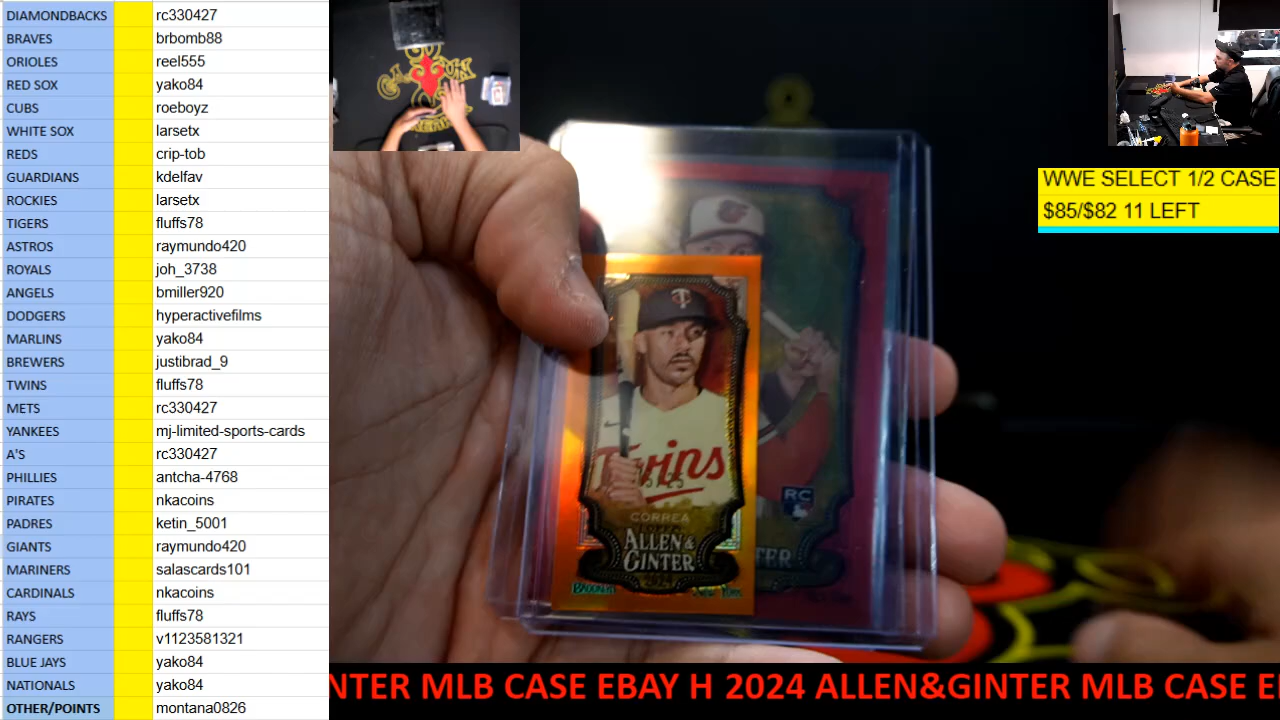 DIAMONDBACKS rc330427
BRAVES brbomb88
ORIOLES reel555
RED SOX yako84
CUBS roeboyz
WHITE SOX larsetx
REDS crip-tob
GUARDIANS kdelfav
ROCKIES larsetx
TIGERS fluffs78
ASTROS raymundo420
ROYALS joh_3738
ANGELS bmiller920
DODGERS hyperactivefilms
MARLINS yako84
BREWERS justibrad_9
TWINS fluffs78
METS rc330427
YANKEES mj-limited-sports-cards
A'S rc330427
PHILLIES antcha-4768
PIRATES nkacoins
PADRES ketin_5001
GIANTS raymundo420
MARINERS salascards101
CARDINALS nkacoins
RAYS fluffs78
RANGERS v1123581321
BLUE JAYS yako84
NATIONALS yako84
OTHER/POINTS montana0826
WWE SELECT 1/2 CASE
$85/$82 11 LEFT
Twins
CORREA
ALLEN &
GINTER
RC
NTER MLB CASE EBAY H 2024 ALLEN&GINTER MLB CASE E